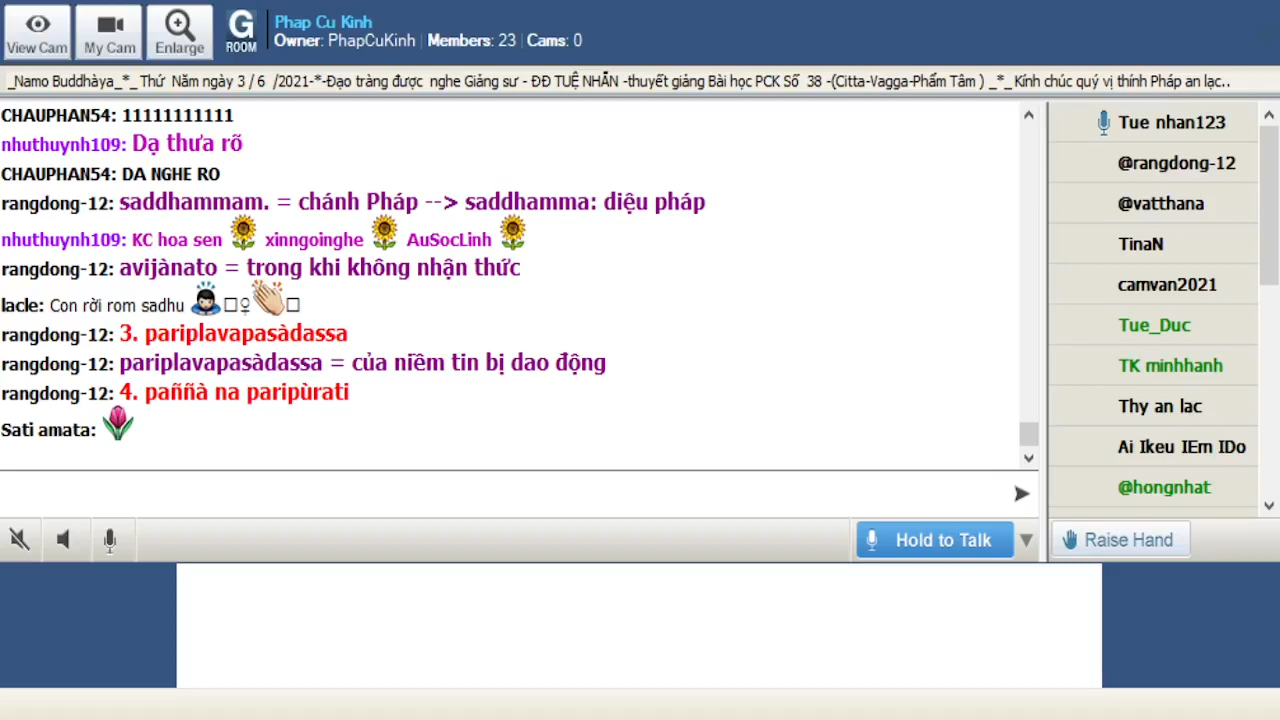 View Cam
My Cam
Enlarge
G
ROOM
Phap Cu Kinh
Owner: PhapCuKinh | Members: 23 | Cams: 0
_Namo Buddhàya_*_Thứ Năm ngày 3 / 6 /2021-*-Đạo tràng được nghe Giảng sư - ĐĐ TUỆ NHẪN -thuyết giảng Bài học PCK Số 38 -(Citta-Vagga-Phẩm Tâm ) _*_Kính chúc quý vị thính Pháp an lạc..
CHAUPHAN54: 11111111111
nhuthuynh109: Dạ thưa rõ
CHAUPHAN54: DA NGHE RO
rangdong-12: saddhammam. = chánh Pháp --> saddhamma: diệu pháp
nhuthuynh109: KC hoa sen xinngoinghe AuSocLinh
rangdong-12: avijànato = trong khi không nhận thức
lacle: Con rời rom sadhu □♀ □
rangdong-12: 3. pariplavapasàdassa
rangdong-12: pariplavapasàdassa = của niềm tin bị dao động
rangdong-12: 4. paññà na paripùrati
Sati amata:
Tue nhan123
@rangdong-12
@vatthana
TinaN
camvan2021
Tue_Duc
TK minhhanh
Thy an lac
Ai Ikeu IEm IDo
@hongnhat
Hold to Talk
Raise Hand